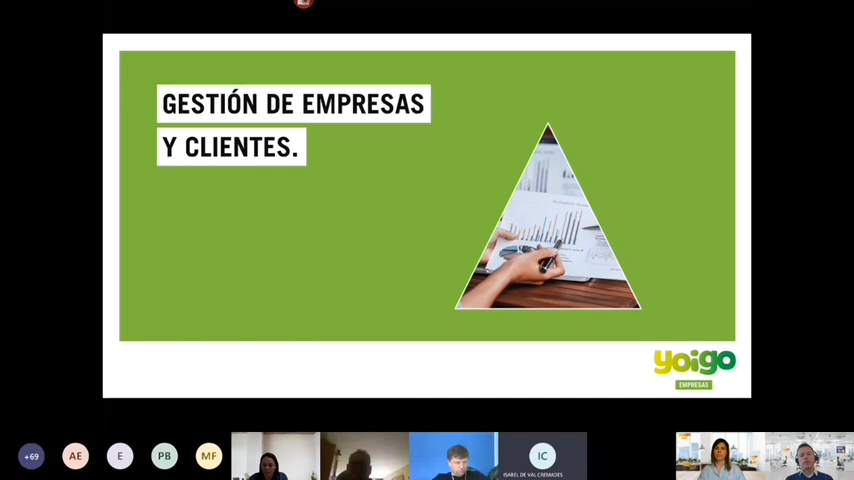 GESTIÓN DE EMPRESAS
Y CLIENTES.
yoigo
EMPRESAS
+69
AE
E
PB
MF
IC
ISABEL DE VAL CREMADES